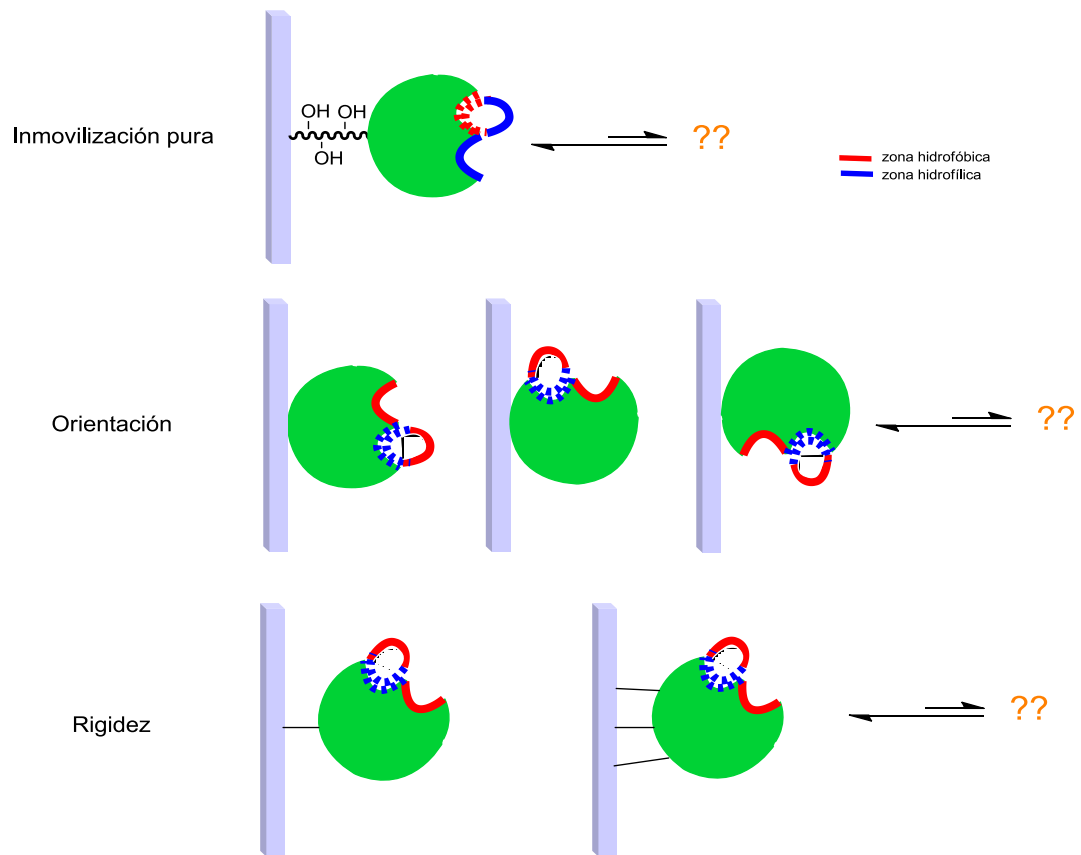 Inmovilización pura
OH
OH
OH
??
zona hidrofóbica
zona hidrofílica
Orientación
??
Rigidez
??